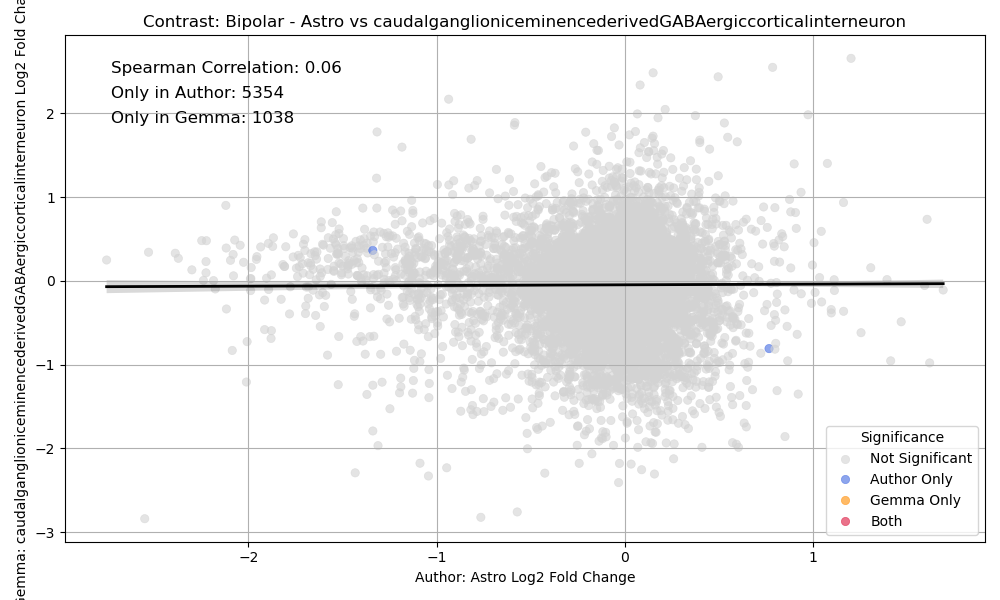 Contrast: Bipolar - Astro vs caudalganglioniceminencederivedGABAergiccorticalinterneuron
Spearman Correlation: 0.06
Only in Author: 5354
Only in Gemma: 1038
caudalganglioniceminencederivedGABAergiccorticalinterneuron Log2 Fold
2
1
0
−1
−2
−3
−2
−1
0
1
Author: Astro Log2 Fold Change
Significance
Not Significant
Author Only
Gemma Only
Both